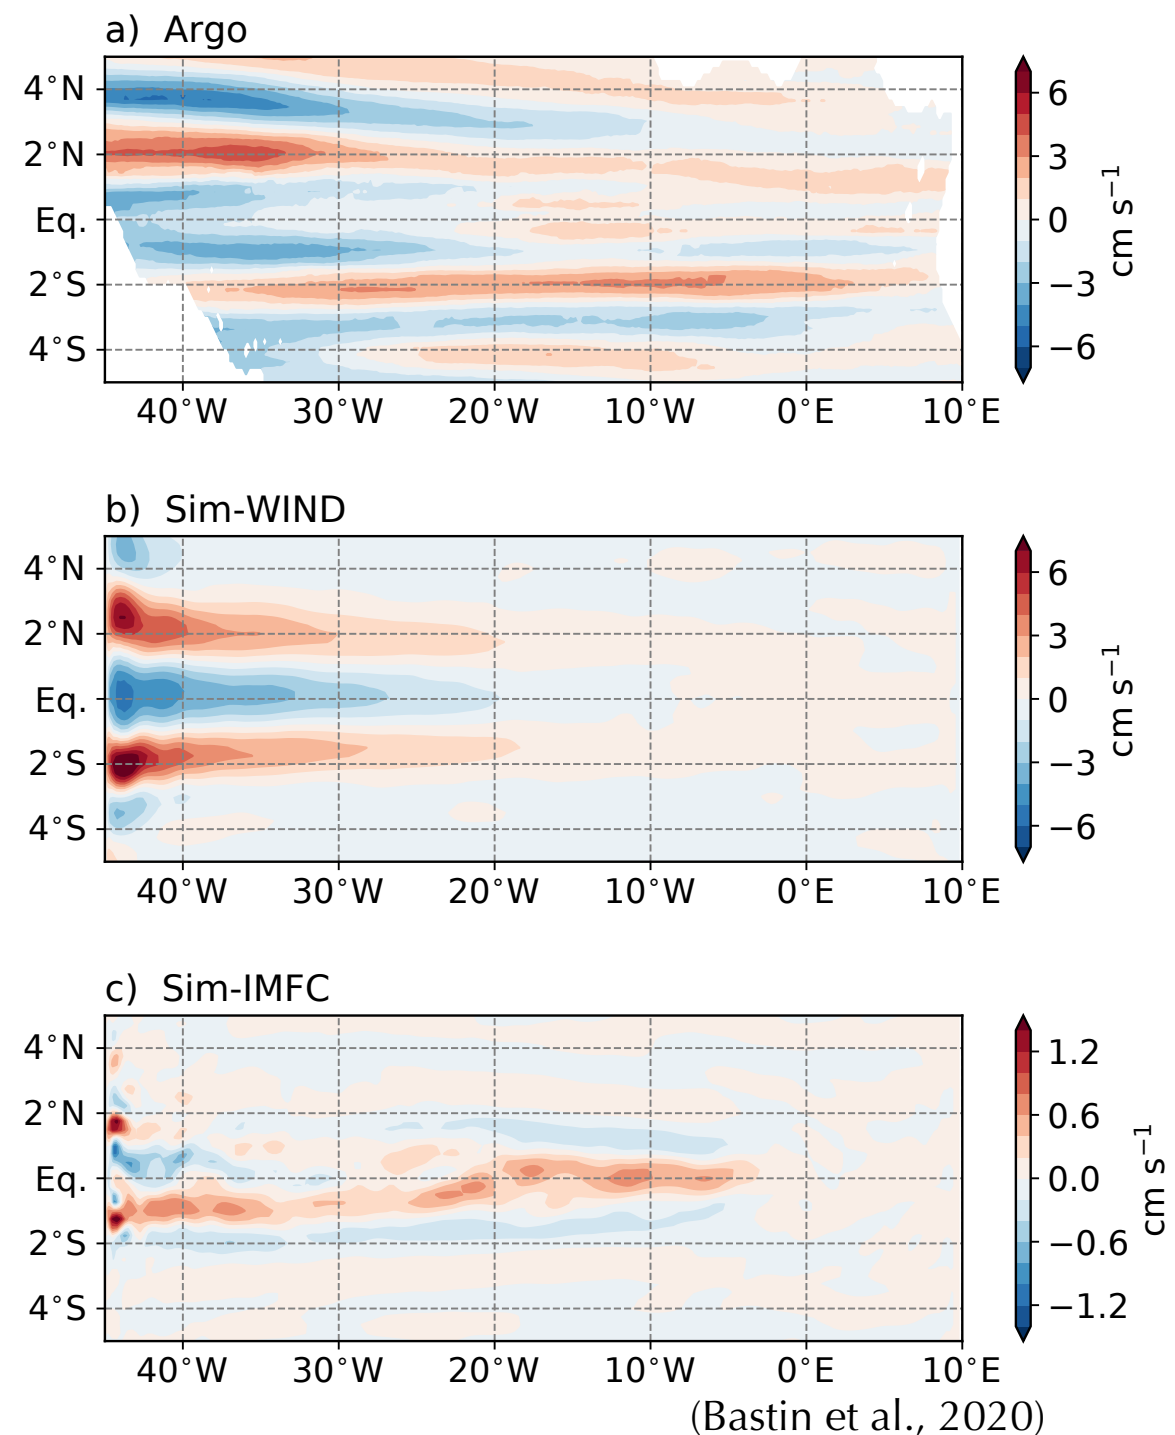 a) Argo
4°N
2°N
Eq.
2°S
4°S
40°W 30°W 20°W 10°W 0°E 10°E
6
3
0
−3
−6
cm s⁻¹
b) Sim-WIND
4°N
2°N
Eq.
2°S
4°S
40°W 30°W 20°W 10°W 0°E 10°E
6
3
0
−3
−6
cm s⁻¹
c) Sim-IMFC
4°N
2°N
Eq.
2°S
4°S
40°W 30°W 20°W 10°W 0°E 10°E
1.2
0.6
0.0
−0.6
−1.2
cm s⁻¹
(Bastin et al., 2020)